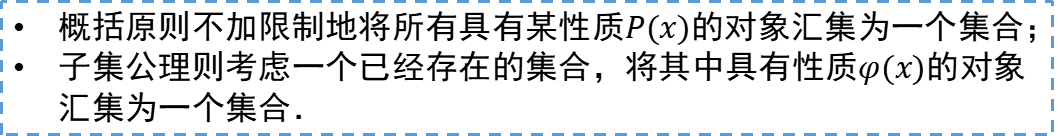 • 概括原则不加限制地将所有具有某性质P(x)的对象汇集为一个集合；
• 子集公理则考虑一个已经存在的集合，将其中具有性质φ(x)的对象
汇集为一个集合．